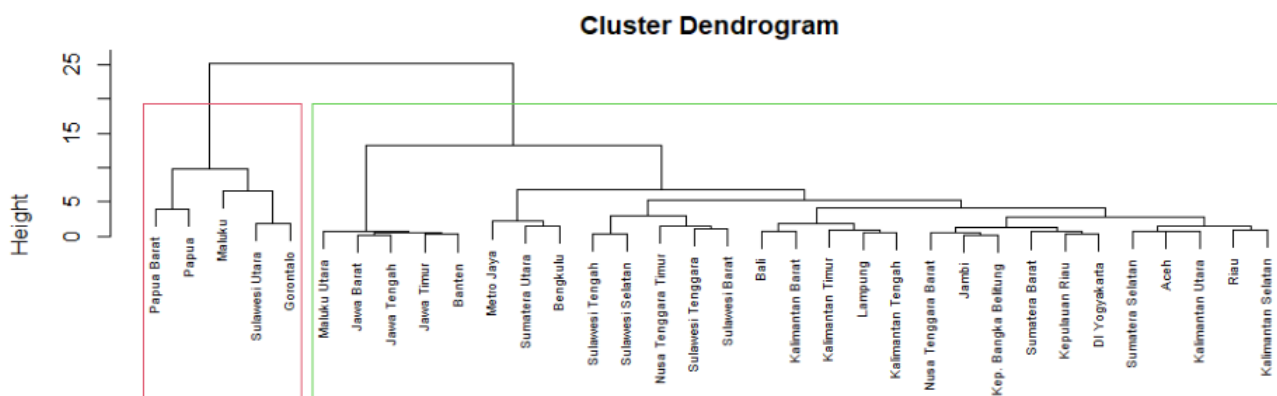 Cluster Dendrogram
Height
25
15
5
0
Papua Barat
Papua
Maluku
Sulawesi Utara
Gorontalo
Maluku Utara
Jawa Barat
Jawa Tengah
Jawa Timur
Banten
Metro Jaya
Sumatera Utara
Bengkulu
Sulawesi Tengah
Sulawesi Selatan
Nusa Tenggara Timur
Sulawesi Tenggara
Sulawesi Barat
Bali
Kalimantan Barat
Kalimantan Timur
Lampung
Kalimantan Tengah
Nusa Tenggara Barat
Jambi
Kep. Bangka Belitung
Sumatera Barat
Kepulauan Riau
DI Yogyakarta
Sumatera Selatan
Aceh
Kalimantan Utara
Riau
Kalimantan Selatan